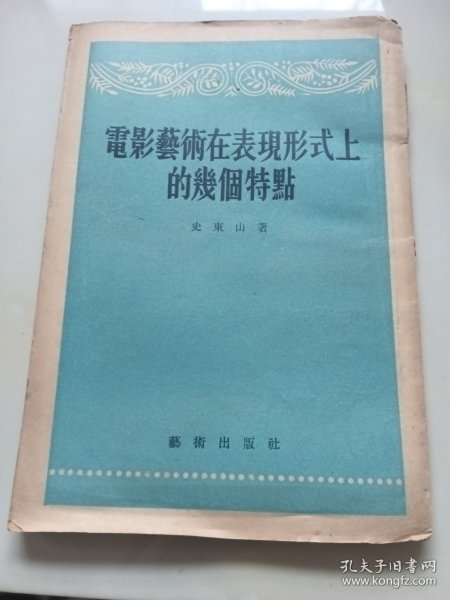 電影藝術在表現形式上
的幾個特點
史東山著
藝術出版社
孔夫子旧书网
www.kongfz.com